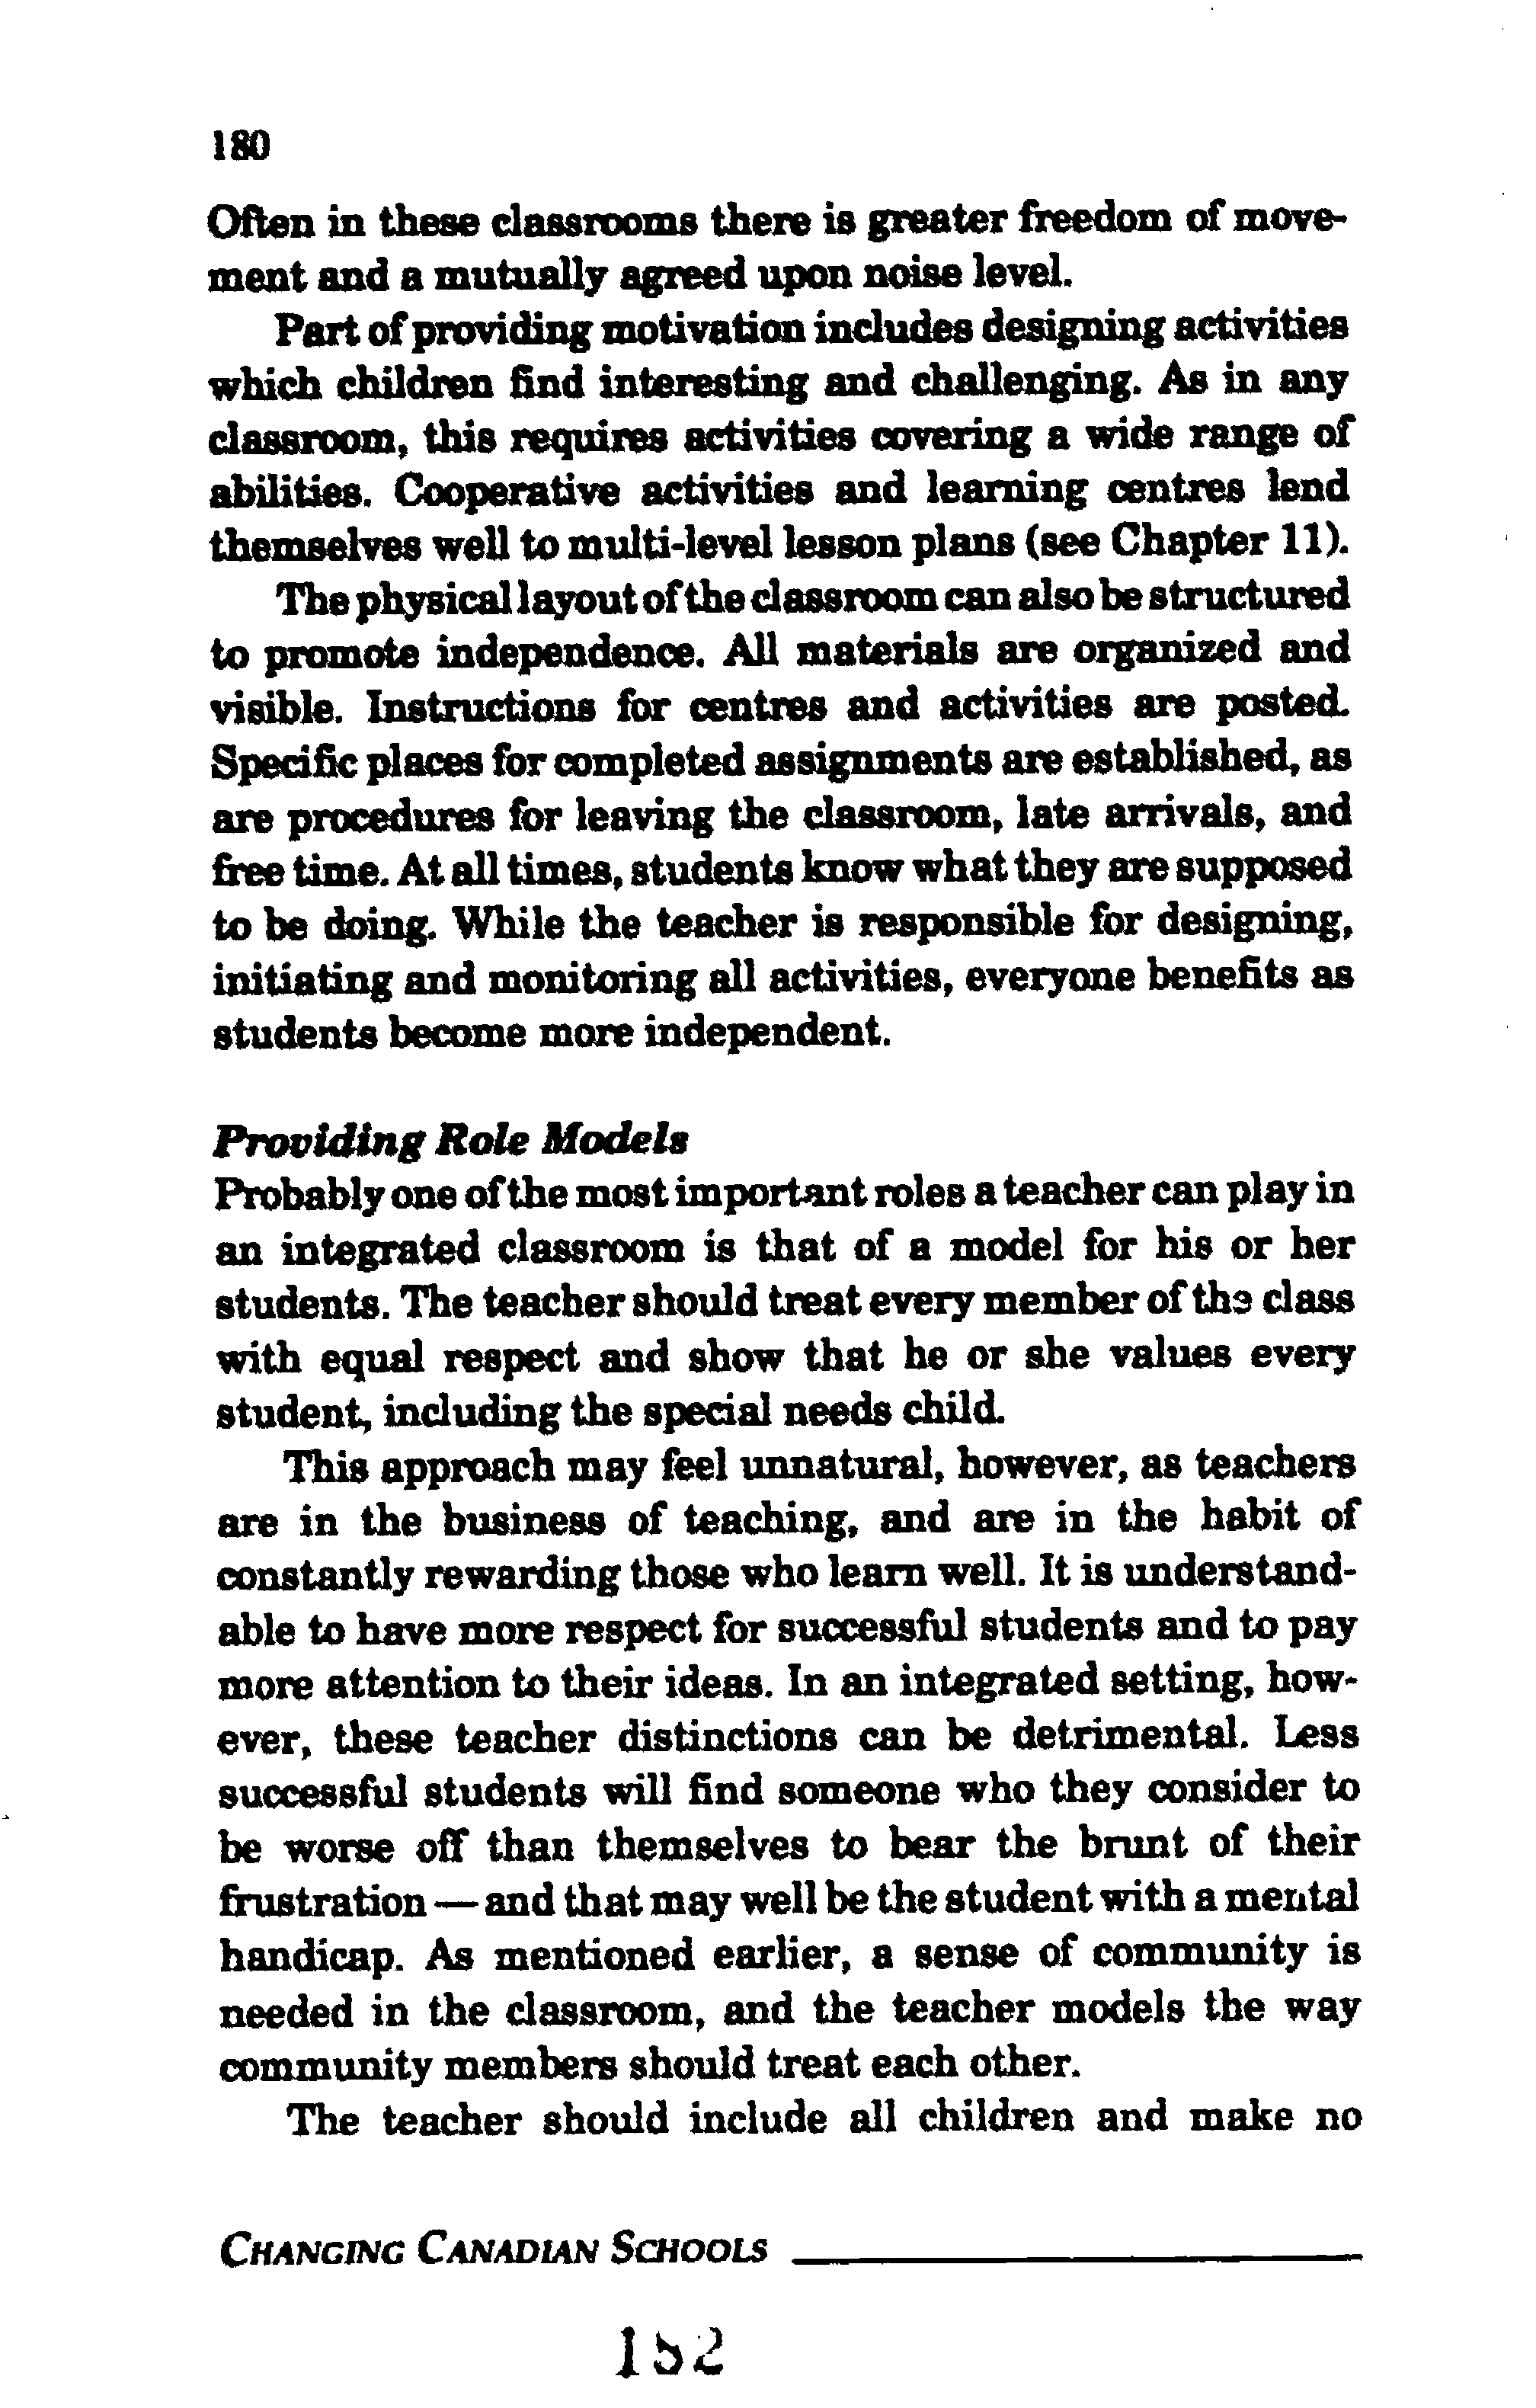 180
Often in these classrooms there is greater freedom of move-
ment and a mutually agreed upon noise level.
Part of providing motivation includes designing activities
which children find interesting and challenging. As in any
classroom, this requires activities covering a wide range of
abilities. Cooperative activities and learning centres lend
themselves well to multi-level lesson plans (see Chapter 11).
The physical layout of the classroom can also be structured
to promote independence. All materials are organized and
visible. Instructions for centres and activities are posted.
Specific places for completed assignments are established, as
are procedures for leaving the classroom, late arrivals, and
free time. At all times, students know what they are supposed
to be doing. While the teacher is responsible for designing,
initiating and monitoring all activities, everyone benefits as
students become more independent.
Providing Role Models
Probably one of the most important roles a teacher can play in
an integrated classroom is that of a model for his or her
students. The teacher should treat every member of the class
with equal respect and show that he or she values every
student, including the special needs child.
This approach may feel unnatural, however, as teachers
are in the business of teaching, and are in the habit of
constantly rewarding those who learn well. It is understand-
able to have more respect for successful students and to pay
more attention to their ideas. In an integrated setting, how-
ever, these teacher distinctions can be detrimental. Less
successful students will find someone who they consider to
be worse off than themselves to bear the brunt of their
frustration — and that may well be the student with a mental
handicap. As mentioned earlier, a sense of community is
needed in the classroom, and the teacher models the way
community members should treat each other.
The teacher should include all children and make no
CHANGING CANADIAN SCHOOLS